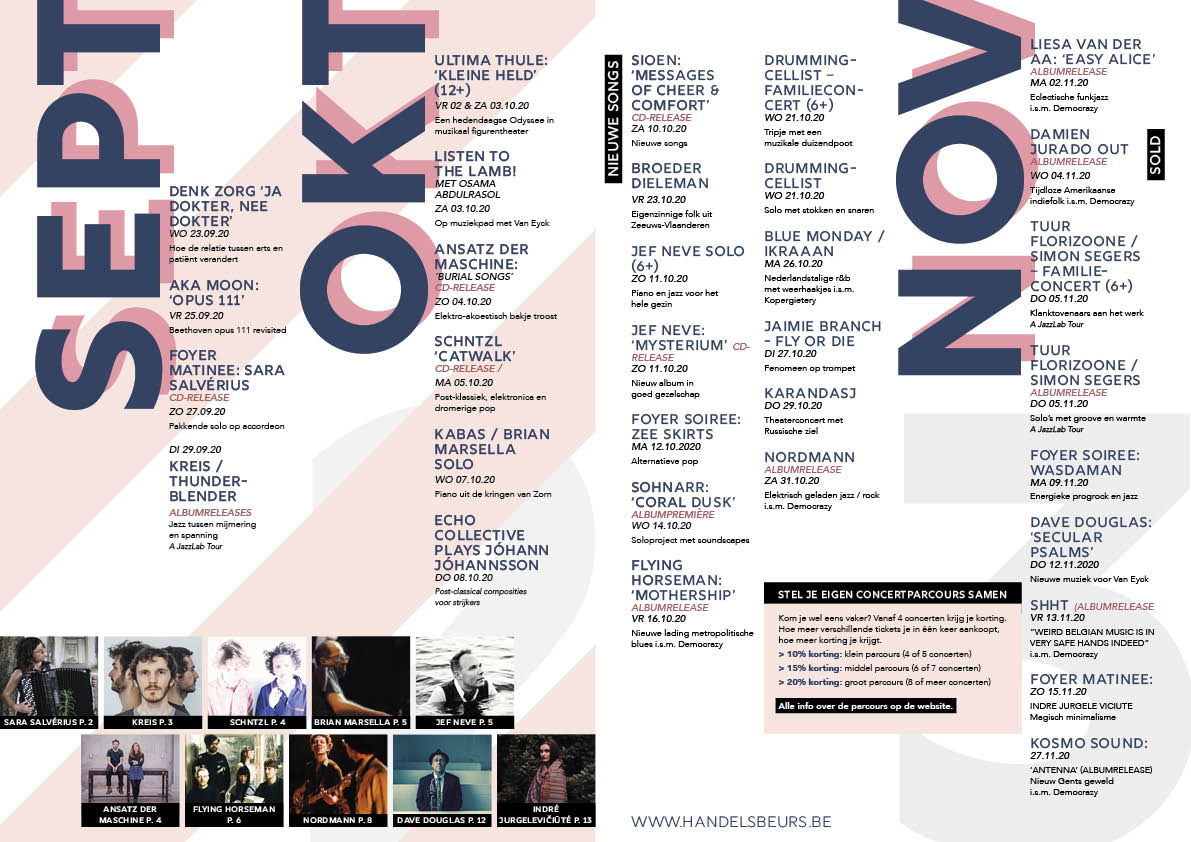 SEPT
DENK ZORG ‘JA
DOKTER, NEE
DOKTER’
WO 23.09.20
Hoe de relatie tussen arts en
patiënt verandert
AKA MOON:
‘OPUS 111’
VR 25.09.20
Beethoven opus 111 revisited
FOYER
MATINEE: SARA
SALVÉRIUS
CD-RELEASE
ZO 27.09.20
Pakkende solo op accordeon
DI 29.09.20
KREIS /
THUNDER-
BLENDER
ALBUMRELEASES
Jazz tussen mijmering
en spanning
A JazzLab Tour
OKT
ULTIMA THULE:
‘KLEINE HELD’
(12+)
VR 02 & ZA 03.10.20
Een hedendaagse Odyssee in
muzikaal figurentheater
LISTEN TO
THE LAMB!
MET OSAMA
ABDULRASOL
ZA 03.10.20
Op muziekpad met Van Eyck
ANSATZ DER
MASCHINE:
‘BURIAL SONGS’
CD-RELEASE
ZO 04.10.20
Elektro-akoestisch bakje troost
SCHNTZL
‘CATWALK’
CD-RELEASE /
MA 05.10.20
Post-klassiek, elektronica en
dromerige pop
KABAS / BRIAN
MARSELLA
SOLO
WO 07.10.20
Piano uit de kringen van Zorn
ECHO
COLLECTIVE
PLAYS JÓHANN
JÓHANNSSON
DO 08.10.20
Post-classical composities
voor strijkers
SARA SALVÉRIUS P. 2
KREIS P. 3
SCHNTZL P. 4
BRIAN MARSELLA P. 5
JEF NEVE P. 5
ANSATZ DER
MASCHINE P. 4
FLYING HORSEMAN
P. 6
NORDMANN P. 8
DAVE DOUGLAS P. 12
INDRĖ
JURGELEVIČIŪTĖ P. 13
NIEUWE SONGS
SIOEN:
‘MESSAGES
OF CHEER &
COMFORT’
CD-RELEASE
ZA 10.10.20
Nieuwe songs
BROEDER
DIELEMAN
VR 23.10.20
Eigenzinnige folk uit
Zeeuws-Vlaanderen
JEF NEVE SOLO
(6+)
ZO 11.10.20
Piano en jazz voor het
hele gezin
JEF NEVE:
‘MYSTERIUM’ CD-
RELEASE
ZO 11.10.20
Nieuw album in
goed gezelschap
FOYER SOIREE:
ZEE SKIRTS
MA 12.10.2020
Alternatieve pop
SOHNARR:
‘CORAL DUSK’
ALBUMPREMIÈRE
WO 14.10.20
Soloproject met soundscapes
FLYING
HORSEMAN:
‘MOTHERSHIP’
ALBUMRELEASE
VR 16.10.20
Nieuwe lading metropolitische
blues i.s.m. Democrazy
DRUMMING-
CELLIST –
FAMILIECON-
CERT (6+)
WO 21.10.20
Tripje met een
muzikale duizendpoot
DRUMMING-
CELLIST
WO 21.10.20
Solo met stokken en snaren
BLUE MONDAY /
IKRAAAN
MA 26.10.20
Nederlandstalige r&b
met weerhaakjes i.s.m.
Kopergietery
JAIMIE BRANCH
– FLY OR DIE
DI 27.10.20
Fenomeen op trompet
KARANDASJ
DO 29.10.20
Theaterconcert met
Russische ziel
NORDMANN
ALBUMRELEASE
ZA 31.10.20
Elektrisch geladen jazz / rock
i.s.m. Democrazy
STEL JE EIGEN CONCERTPARCOURS SAMEN
Kom je wel eens vaker? Vanaf 4 concerten krijg je korting.
Hoe meer verschillende tickets je in één keer aankoopt,
hoe meer korting je krijgt.
> 10% korting: klein parcours (4 of 5 concerten)
> 15% korting: middel parcours (6 of 7 concerten)
> 20% korting: groot parcours (8 of meer concerten)
Alle info over de parcours op de website.
WWW.HANDELSBEURS.BE
NOV
LIESA VAN DER
AA: ‘EASY ALICE’
ALBUMRELEASE
MA 02.11.20
Eclectische funkjazz
i.s.m. Democrazy
DAMIEN
JURADO OUT
SOLD
ALBUMRELEASE
WO 04.11.20
Tijdloze Amerikaanse
indiefolk i.s.m. Democrazy
TUUR
FLORIZOONE /
SIMON SEGERS
– FAMILIE-
CONCERT (6+)
DO 05.11.20
Klanktovenaars aan het werk
A JazzLab Tour
TUUR
FLORIZOONE /
SIMON SEGERS
ALBUMRELEASE
DO 05.11.20
Solo’s met groove en warmte
A JazzLab Tour
FOYER SOIREE:
WASDAMAN
MA 09.11.20
Energieke progrock en jazz
DAVE DOUGLAS:
‘SECULAR
PSALMS’
DO 12.11.2020
Nieuwe muziek voor Van Eyck
SHHT (ALBUMRELEASE
VR 13.11.20
“WEIRD BELGIAN MUSIC IS IN
VERY SAFE HANDS INDEED”
i.s.m. Democrazy
FOYER MATINEE:
ZO 15.11.20
INDRE JURGELE VICIUTE
Magisch minimalisme
KOSMO SOUND:
27.11.20
‘ANTENNA’ (ALBUMRELEASE)
Nieuw Gents geweld
i.s.m. Democrazy